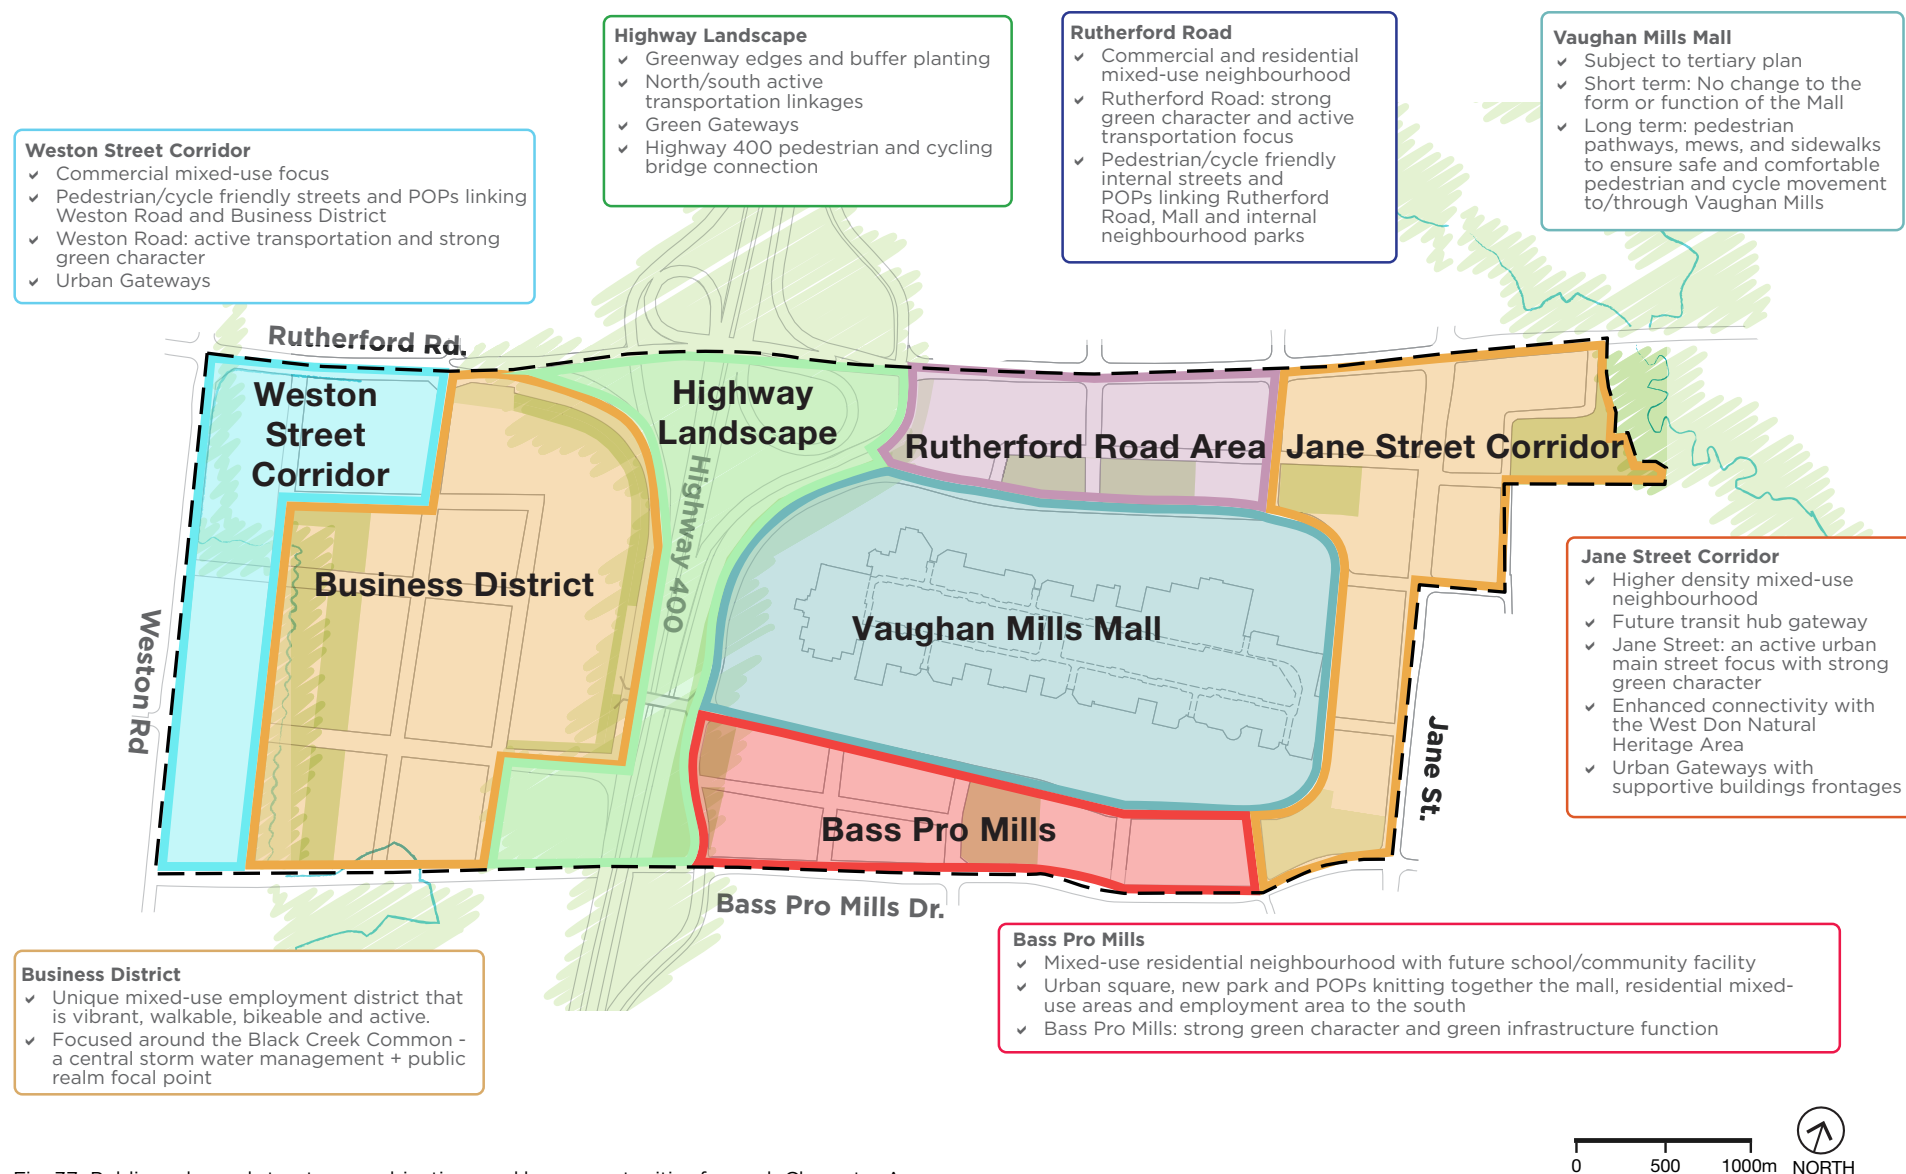 Highway Landscape
Greenway edges and buffer planting
North/south active
transportation linkages
Green Gateways
Highway 400 pedestrian and cycling
bridge connection
Rutherford Road
Commercial and residential
mixed-use neighbourhood
Rutherford Road: strong
green character and active
transportation focus
Pedestrian/cycle friendly
internal streets and
POPs linking Rutherford
Road, Mall and internal
neighbourhood parks
Vaughan Mills Mall
Subject to tertiary plan
Short term: No change to the
form or function of the Mall
Long term: pedestrian
pathways, mews, and sidewalks
to ensure safe and comfortable
pedestrian and cycle movement
to/through Vaughan Mills
Weston Street Corridor
Commercial mixed-use focus
Pedestrian/cycle friendly streets and POPs linking
Weston Road and Business District
Weston Road: active transportation and strong
green character
Urban Gateways
Rutherford Rd.
Weston
Street
Corridor
Highway
Landscape
Rutherford Road Area
Jane Street Corridor
Highway 400
Business District
Vaughan Mills Mall
Weston Rd
Jane St.
Bass Pro Mills
Bass Pro Mills Dr.
Jane Street Corridor
Higher density mixed-use
neighbourhood
Future transit hub gateway
Jane Street: an active urban
main street focus with strong
green character
Enhanced connectivity with
the West Don Natural
Heritage Area
Urban Gateways with
supportive buildings frontages
Business District
Unique mixed-use employment district that
is vibrant, walkable, bikeable and active.
Focused around the Black Creek Common -
a central storm water management + public
realm focal point
Bass Pro Mills
Mixed-use residential neighbourhood with future school/community facility
Urban square, new park and POPs knitting together the mall, residential mixed-
use areas and employment area to the south
Bass Pro Mills: strong green character and green infrastructure function
0 500 1000m NORTH